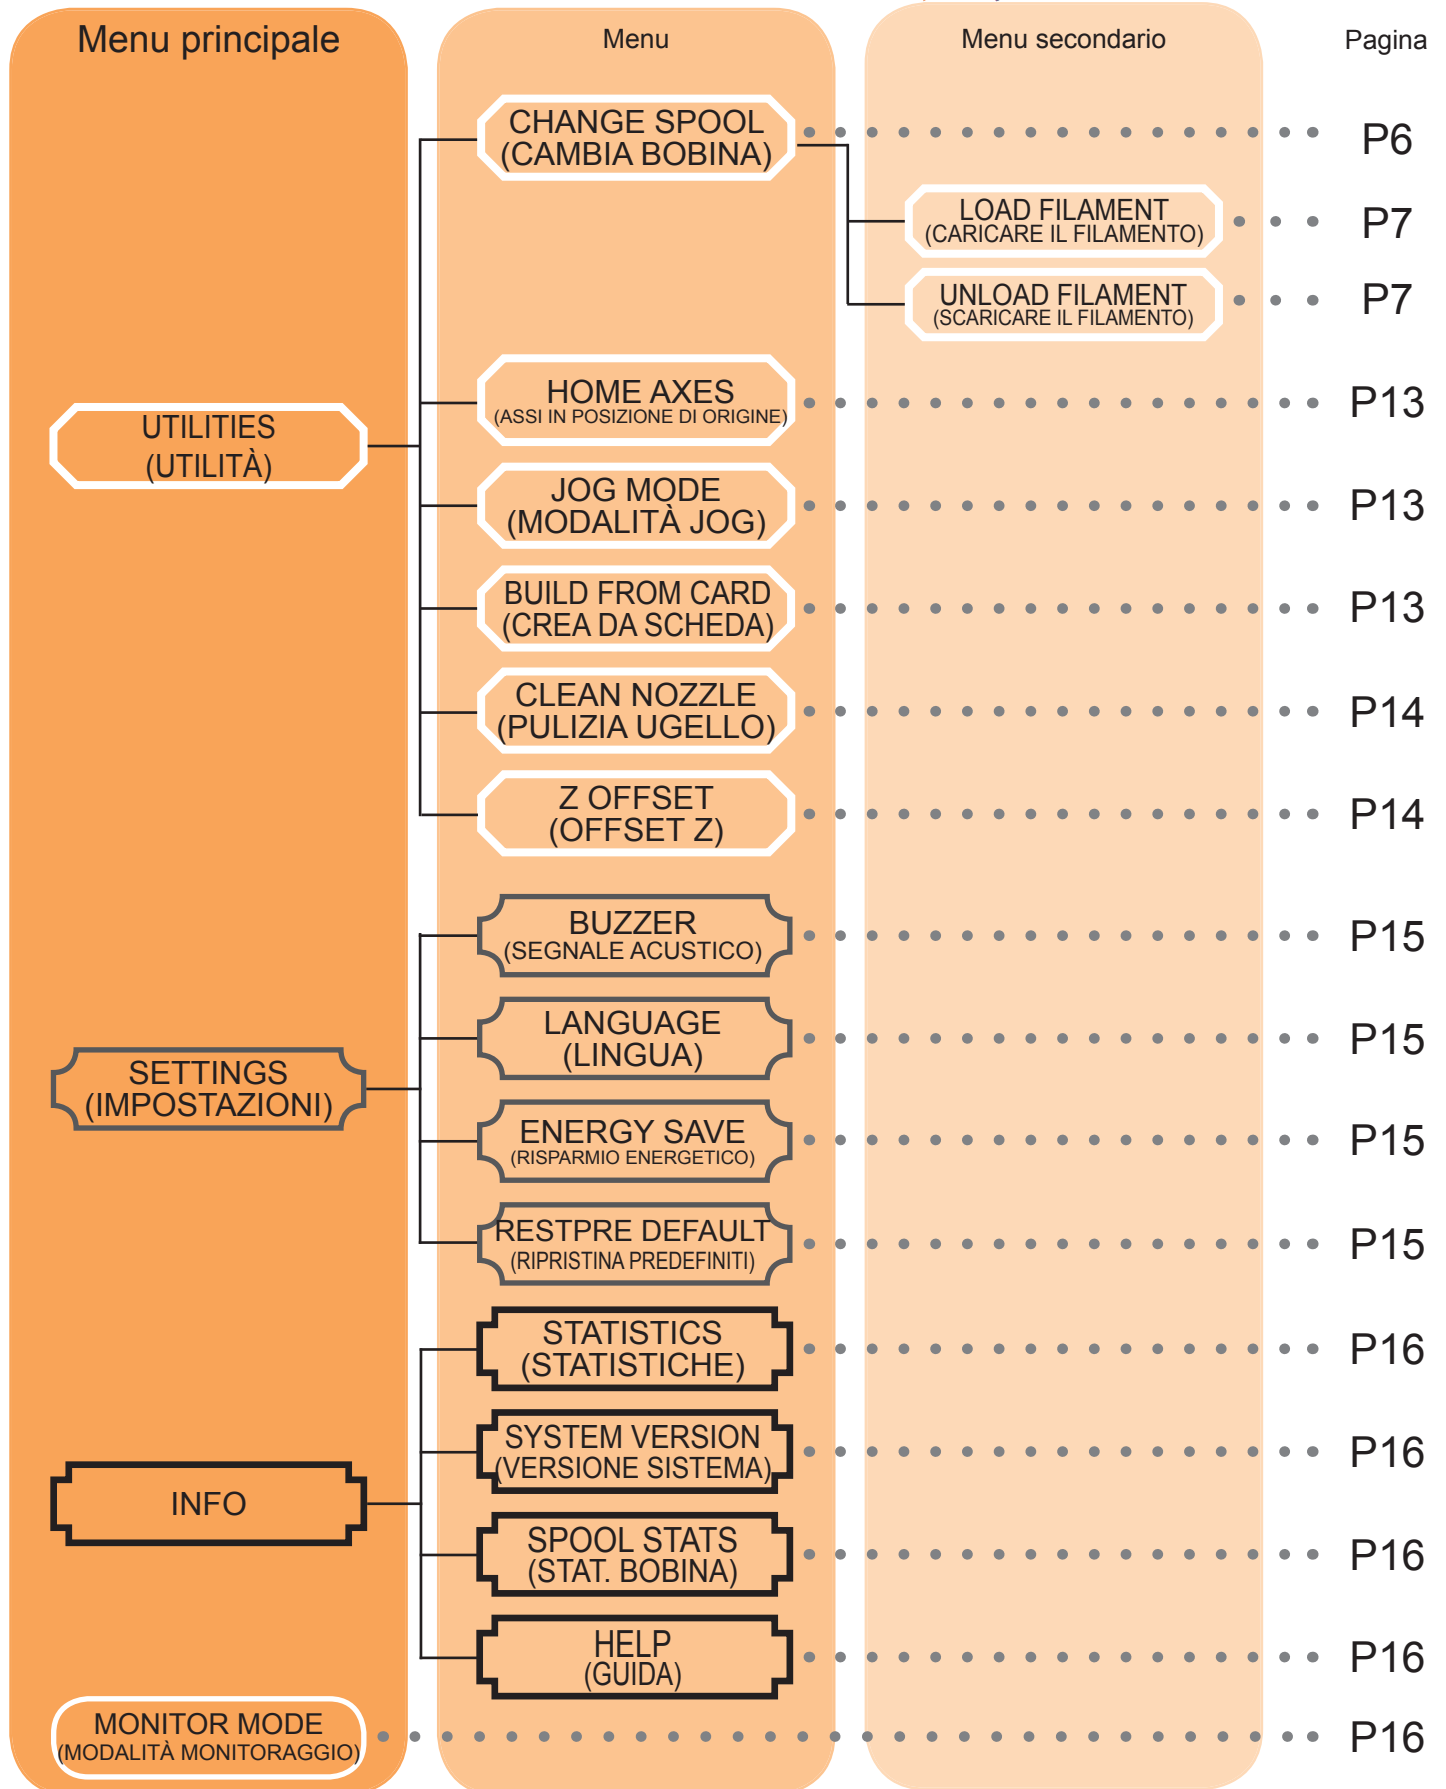 Menu principale
Menu
Menu secondario
Pagina
CHANGE SPOOL
(CAMBIA BOBINA)
P6
LOAD FILAMENT
(CARICARE IL FILAMENTO)
P7
UNLOAD FILAMENT
(SCARICARE IL FILAMENTO)
P7
UTILITIES
(UTILITÀ)
HOME AXES
(ASSI IN POSIZIONE DI ORIGINE)
P13
JOG MODE
(MODALITÀ JOG)
P13
BUILD FROM CARD
(CREA DA SCHEDA)
P13
CLEAN NOZZLE
(PULIZIA UGELLO)
P14
Z OFFSET
(OFFSET Z)
P14
SETTINGS
(IMPOSTAZIONI)
BUZZER
(SEGNALE ACUSTICO)
P15
LANGUAGE
(LINGUA)
P15
ENERGY SAVE
(RISPARMIO ENERGETICO)
P15
RESTPRE DEFAULT
(RIPRISTINA PREDEFINITI)
P15
INFO
STATISTICS
(STATISTICHE)
P16
SYSTEM VERSION
(VERSIONE SISTEMA)
P16
SPOOL STATS
(STAT. BOBINA)
P16
HELP
(GUIDA)
P16
MONITOR MODE
(MODALITÀ MONITORAGGIO)
P16